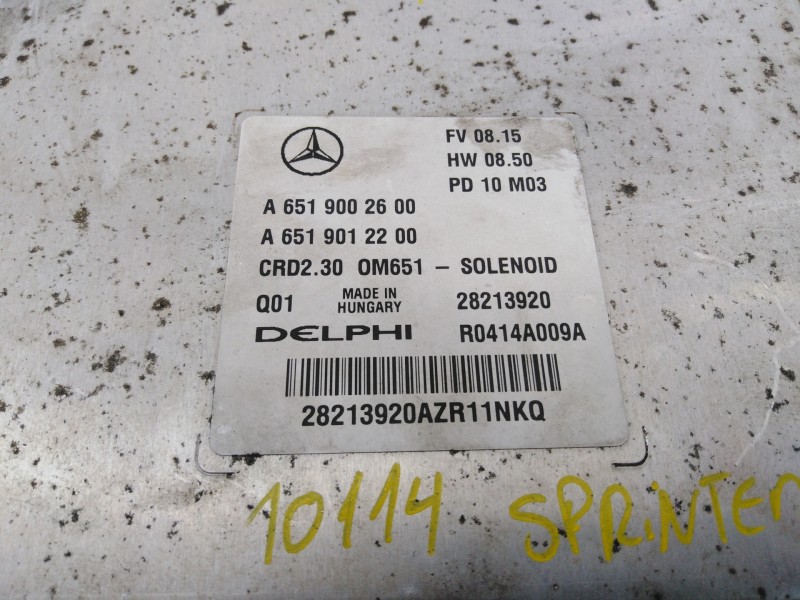 FV 08.15
HW 08.50
PD 10 M03
A 651 900 26 00
A 651 901 22 00
CRD2.30 OM651 – SOLENOID
Q01 MADE IN HUNGARY 28213920
DELPHI R0414A009A
28213920AZR11NKQ
10114 SPRINTER